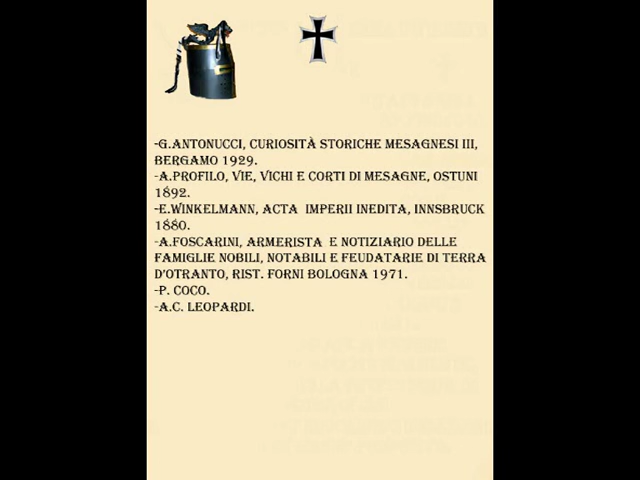 -G.ANTONUCCI, CURIOSITÀ STORICHE MESAGNESI III,
BERGAMO 1929.
-A.PROFILO, VIE, VICHI E CORTI DI MESAGNE, OSTUNI
1892.
-E.WINKELMANN, ACTA IMPERII INEDITA, INNSBRUCK
1880.
-A.FOSCARINI, ARMERISTA E NOTIZIARIO DELLE
FAMIGLIE NOBILI, NOTABILI E FEUDATARIE DI TERRA
D'OTRANTO, RIST. FORNI BOLOGNA 1971.
-P. COCO.
-A.C. LEOPARDI.